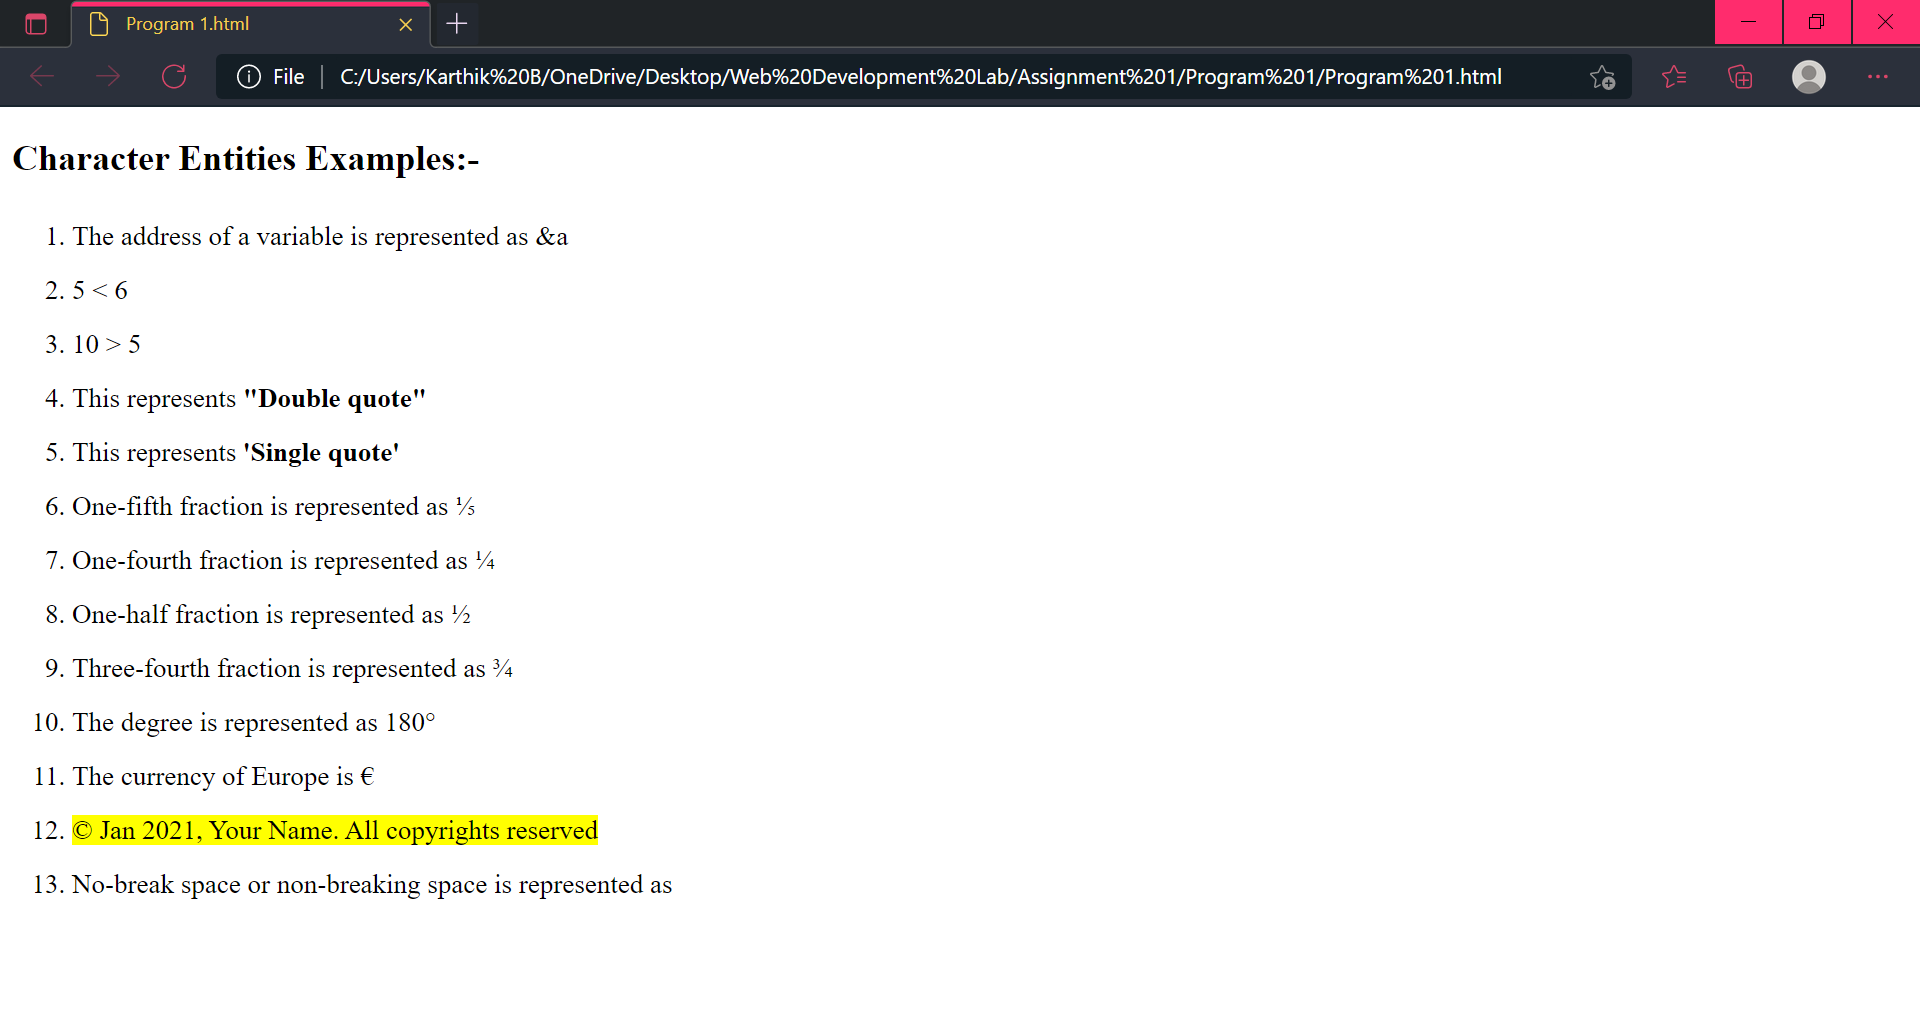 Program 1.html
File C:/Users/Karthik%20B/OneDrive/Desktop/Web%20Development%20Lab/Assignment%201/Program%201/Program%201.html
Character Entities Examples:-
1. The address of a variable is represented as &a
2. 5 < 6
3. 10 > 5
4. This represents "Double quote"
5. This represents 'Single quote'
6. One-fifth fraction is represented as ⅕
7. One-fourth fraction is represented as ¼
8. One-half fraction is represented as ½
9. Three-fourth fraction is represented as ¾
10. The degree is represented as 180°
11. The currency of Europe is €
12. © Jan 2021, Your Name. All copyrights reserved
13. No-break space or non-breaking space is represented as